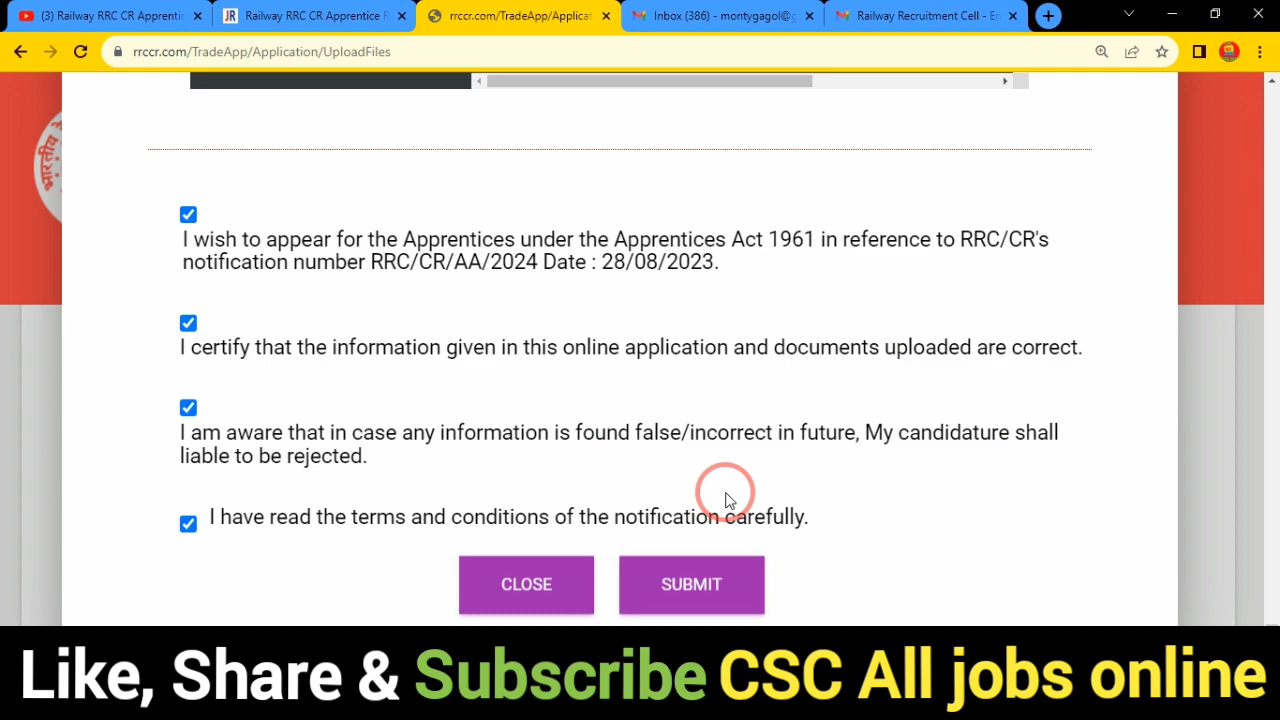 (3) Railway RRC CR Apprentic
Railway RRC CR Apprentice R
rrccr.com/TradeApp/Applicat
Inbox (386) - montygagol@g
Railway Recruitment Cell - En
rrccr.com/TradeApp/Application/UploadFiles
I wish to appear for the Apprentices under the Apprentices Act 1961 in reference to RRC/CR's
notification number RRC/CR/AA/2024 Date : 28/08/2023.
I certify that the information given in this online application and documents uploaded are correct.
I am aware that in case any information is found false/incorrect in future, My candidature shall
liable to be rejected.
I have read the terms and conditions of the notification carefully.
CLOSE
SUBMIT
Like, Share & Subscribe CSC All jobs online